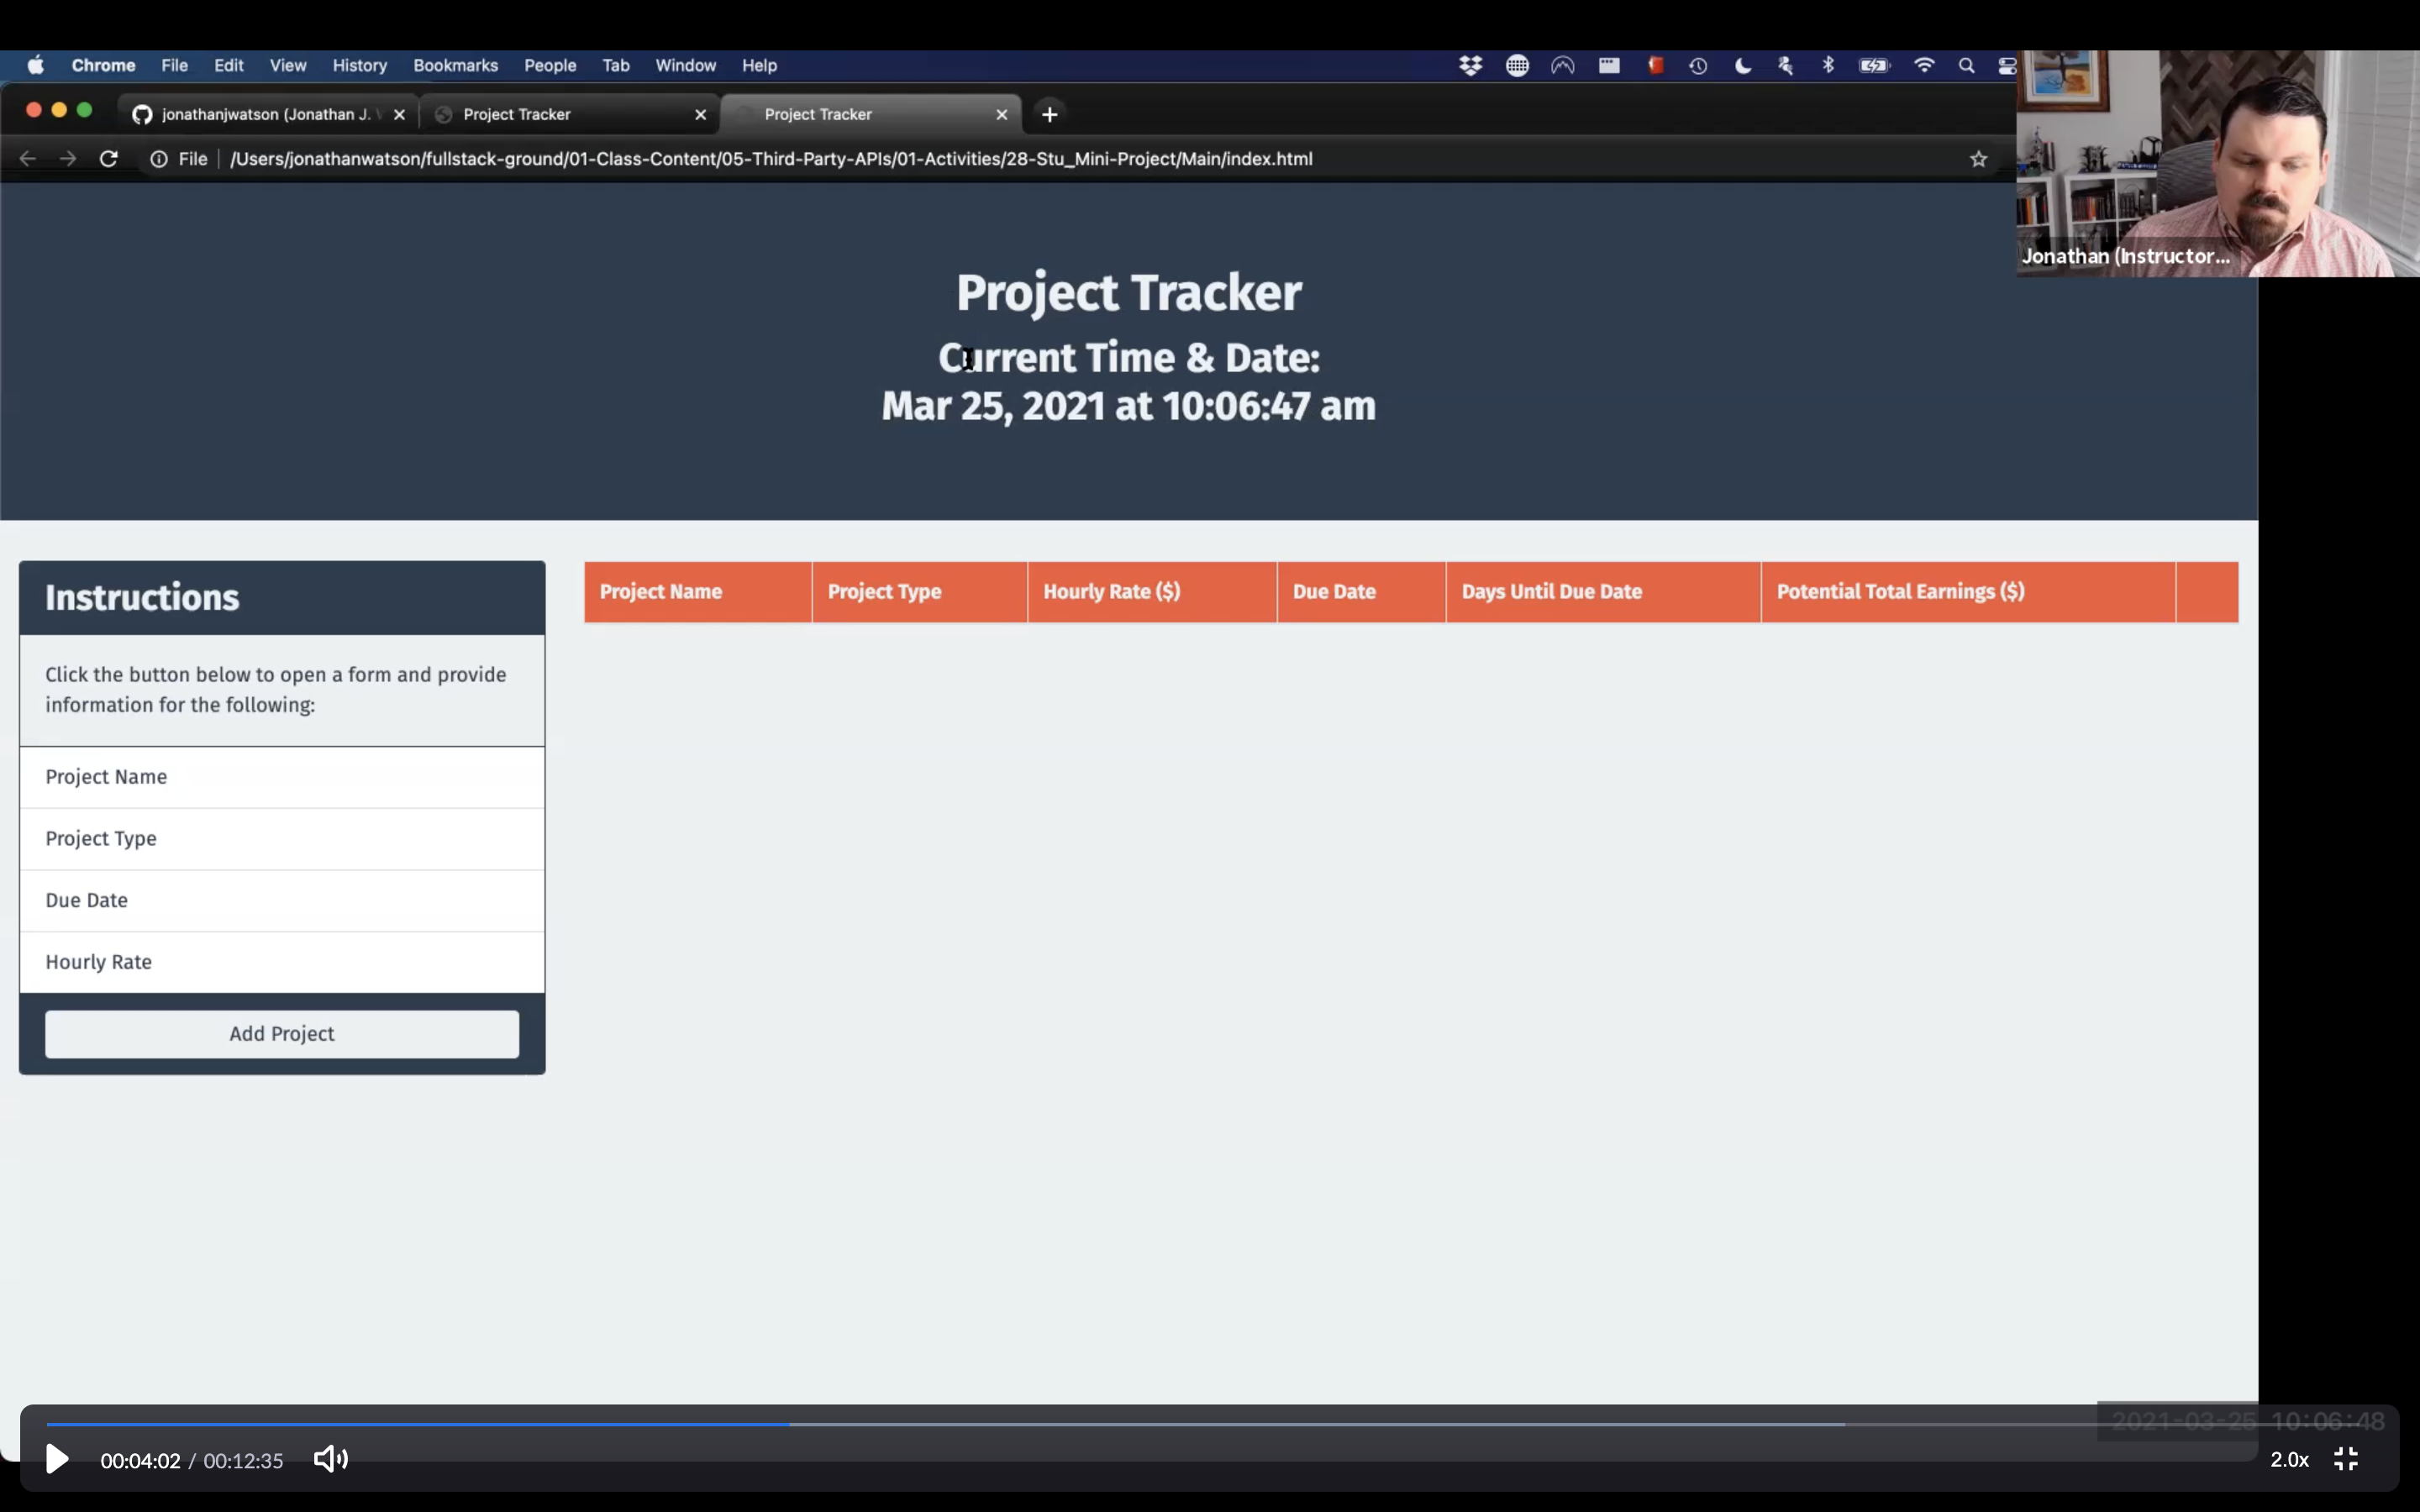 Chrome File Edit View History Bookmarks People Tab Window Help
jonathanjwatson (Jonathan J. Project Tracker Project Tracker
File /Users/jonathanwatson/fullstack-ground/01-Class-Content/05-Third-Party-APIs/01-Activities/28-Stu_Mini-Project/Main/index.html
Jonathan (Instructor...
Project Tracker
Current Time & Date:
Mar 25, 2021 at 10:06:47 am
Instructions
Click the button below to open a form and provide
information for the following:
Project Name
Project Type
Due Date
Hourly Rate
Add Project
Project Name Project Type Hourly Rate ($) Due Date Days Until Due Date Potential Total Earnings ($)
2021-03-25 10:06:48
00:04:02 / 00:12:35 2.0x